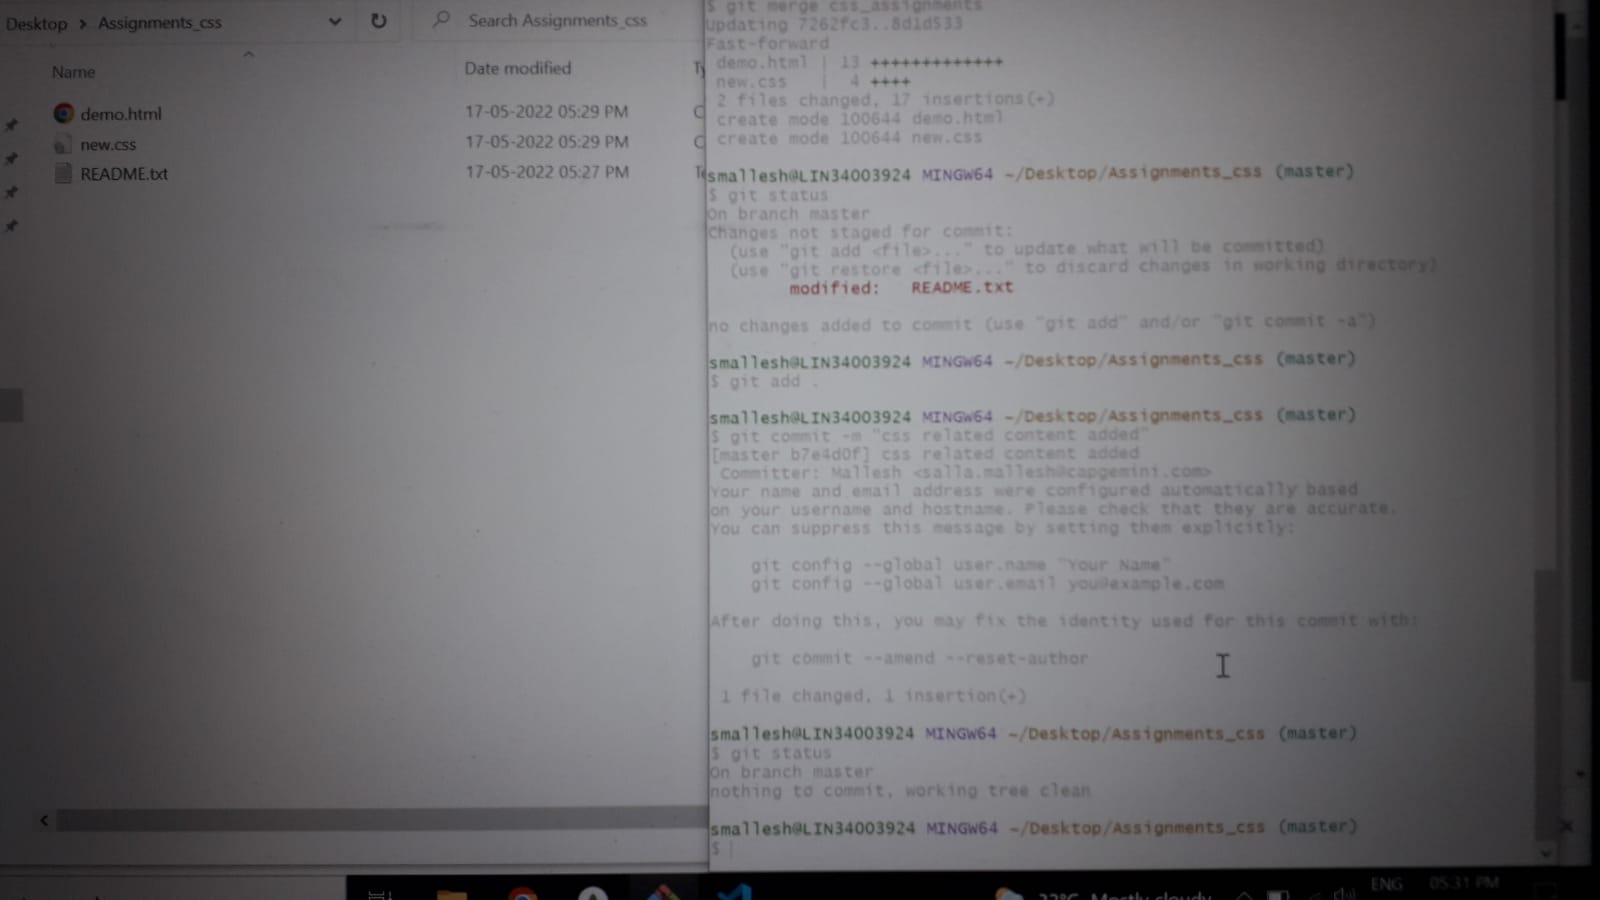 Desktop > Assignments_css
Search Assignments_css
Name
Date modified
demo.html
17-05-2022 05:29 PM
new.css
17-05-2022 05:29 PM
README.txt
17-05-2022 05:27 PM
$ git merge css_assignments
Updating 7262fc3..8d1d533
Fast-forward
demo.html | 13 +++++++++++++
new.css | 4 ++++
2 files changed, 17 insertions(+)
create mode 100644 demo.html
create mode 100644 new.css
smallesh@LIN34003924 MINGW64 ~/Desktop/Assignments_css (master)
$ git status
On branch master
Changes not staged for commit:
(use "git add <file>..." to update what will be committed)
(use "git restore <file>..." to discard changes in working directory)
modified: README.txt
no changes added to commit (use "git add" and/or "git commit -a")
smallesh@LIN34003924 MINGW64 ~/Desktop/Assignments_css (master)
$ git add .
smallesh@LIN34003924 MINGW64 ~/Desktop/Assignments_css (master)
$ git commit -m "css related content added"
[master b7e4d0f] css related content added
Committer: Mallesh <salla.mallesh@capgemini.com>
Your name and email address were configured automatically based
on your username and hostname. Please check that they are accurate.
You can suppress this message by setting them explicitly:
git config --global user.name "Your Name"
git config --global user.email you@example.com
After doing this, you may fix the identity used for this commit with:
git commit --amend --reset-author
1 file changed, 1 insertion(+)
smallesh@LIN34003924 MINGW64 ~/Desktop/Assignments_css (master)
$ git status
On branch master
nothing to commit, working tree clean
smallesh@LIN34003924 MINGW64 ~/Desktop/Assignments_css (master)
$
Mostly cloudy
ENG
05:31 PM